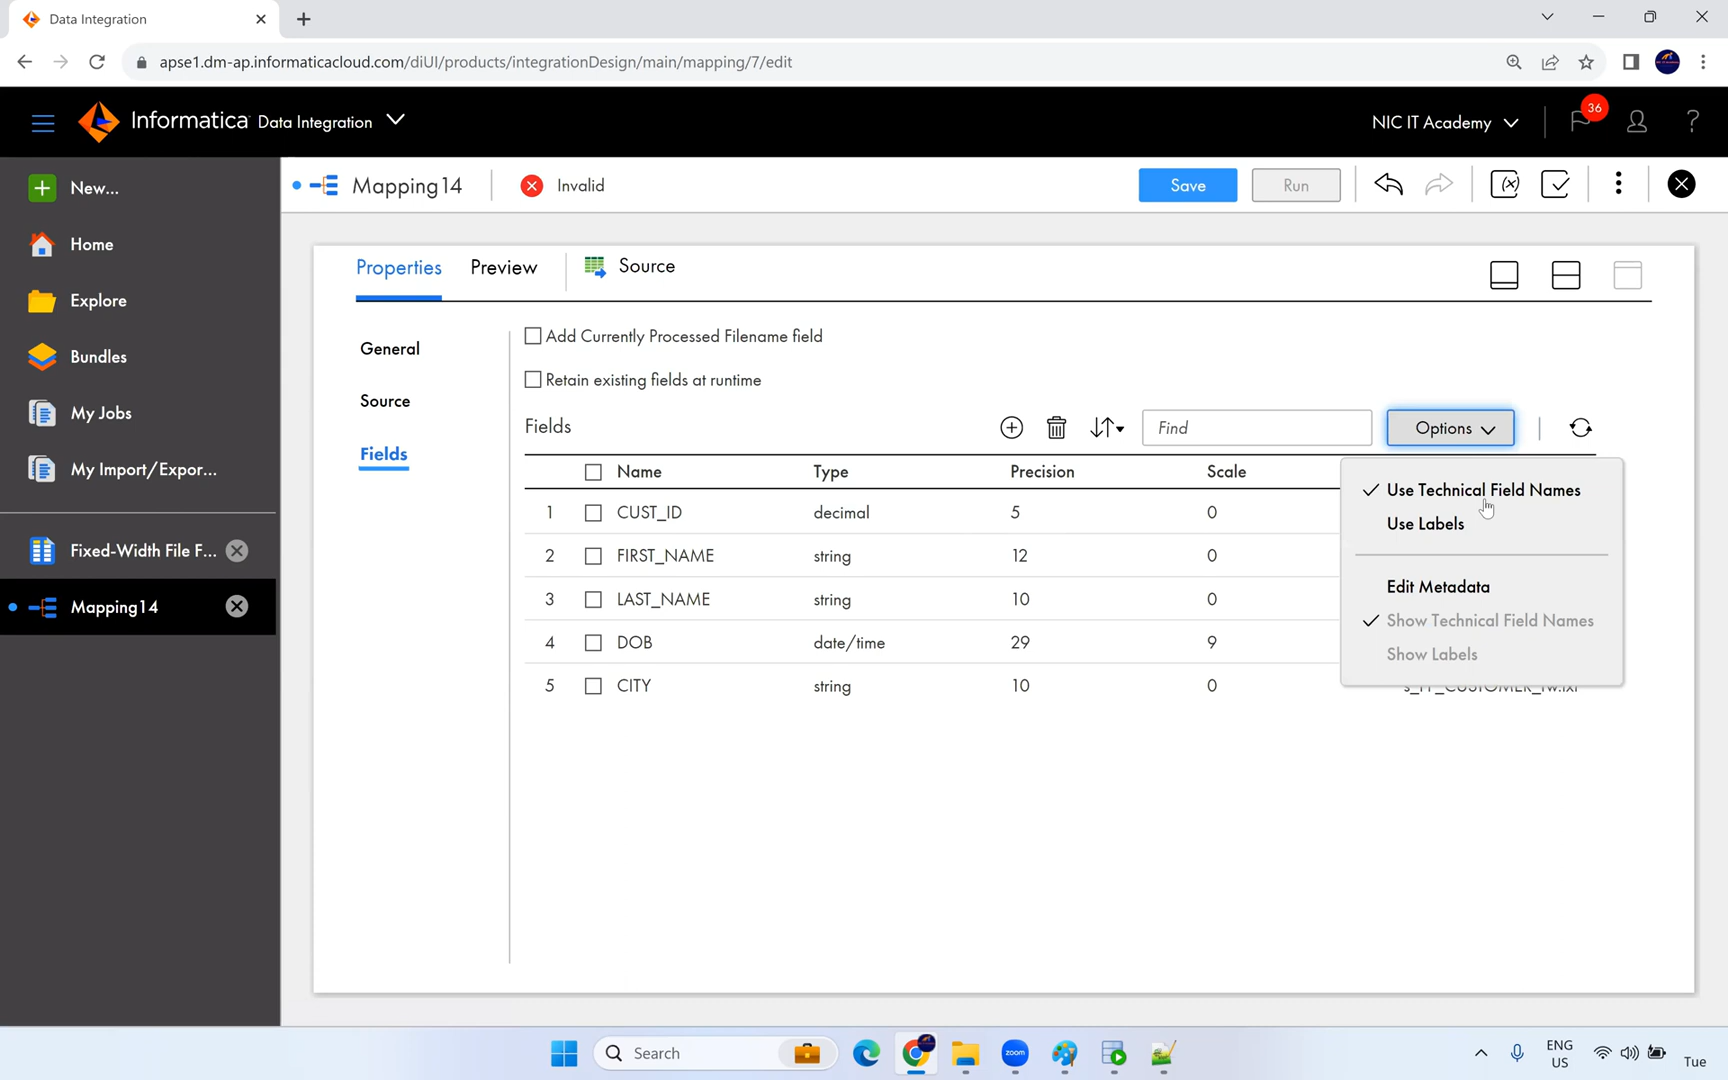 Data Integration
apse1.dm-ap.informaticacloud.com/diUI/products/integrationDesign/main/mapping/7/edit
Informatica Data Integration
NIC IT Academy
36
?
New...
Home
Explore
Bundles
My Jobs
My Import/Expor...
Fixed-Width File F...
Mapping14
Mapping14
Invalid
Save
Run
Properties
Preview
Source
General
Source
Fields
Add Currently Processed Filename field
Retain existing fields at runtime
Fields
Find
Options
Name Type Precision Scale
1 CUST_ID decimal 5 0
2 FIRST_NAME string 12 0
3 LAST_NAME string 10 0
4 DOB date/time 29 9
5 CITY string 10 0
Use Technical Field Names
Use Labels
Edit Metadata
Show Technical Field Names
Show Labels
Search
zoom
ENG
US
Tue